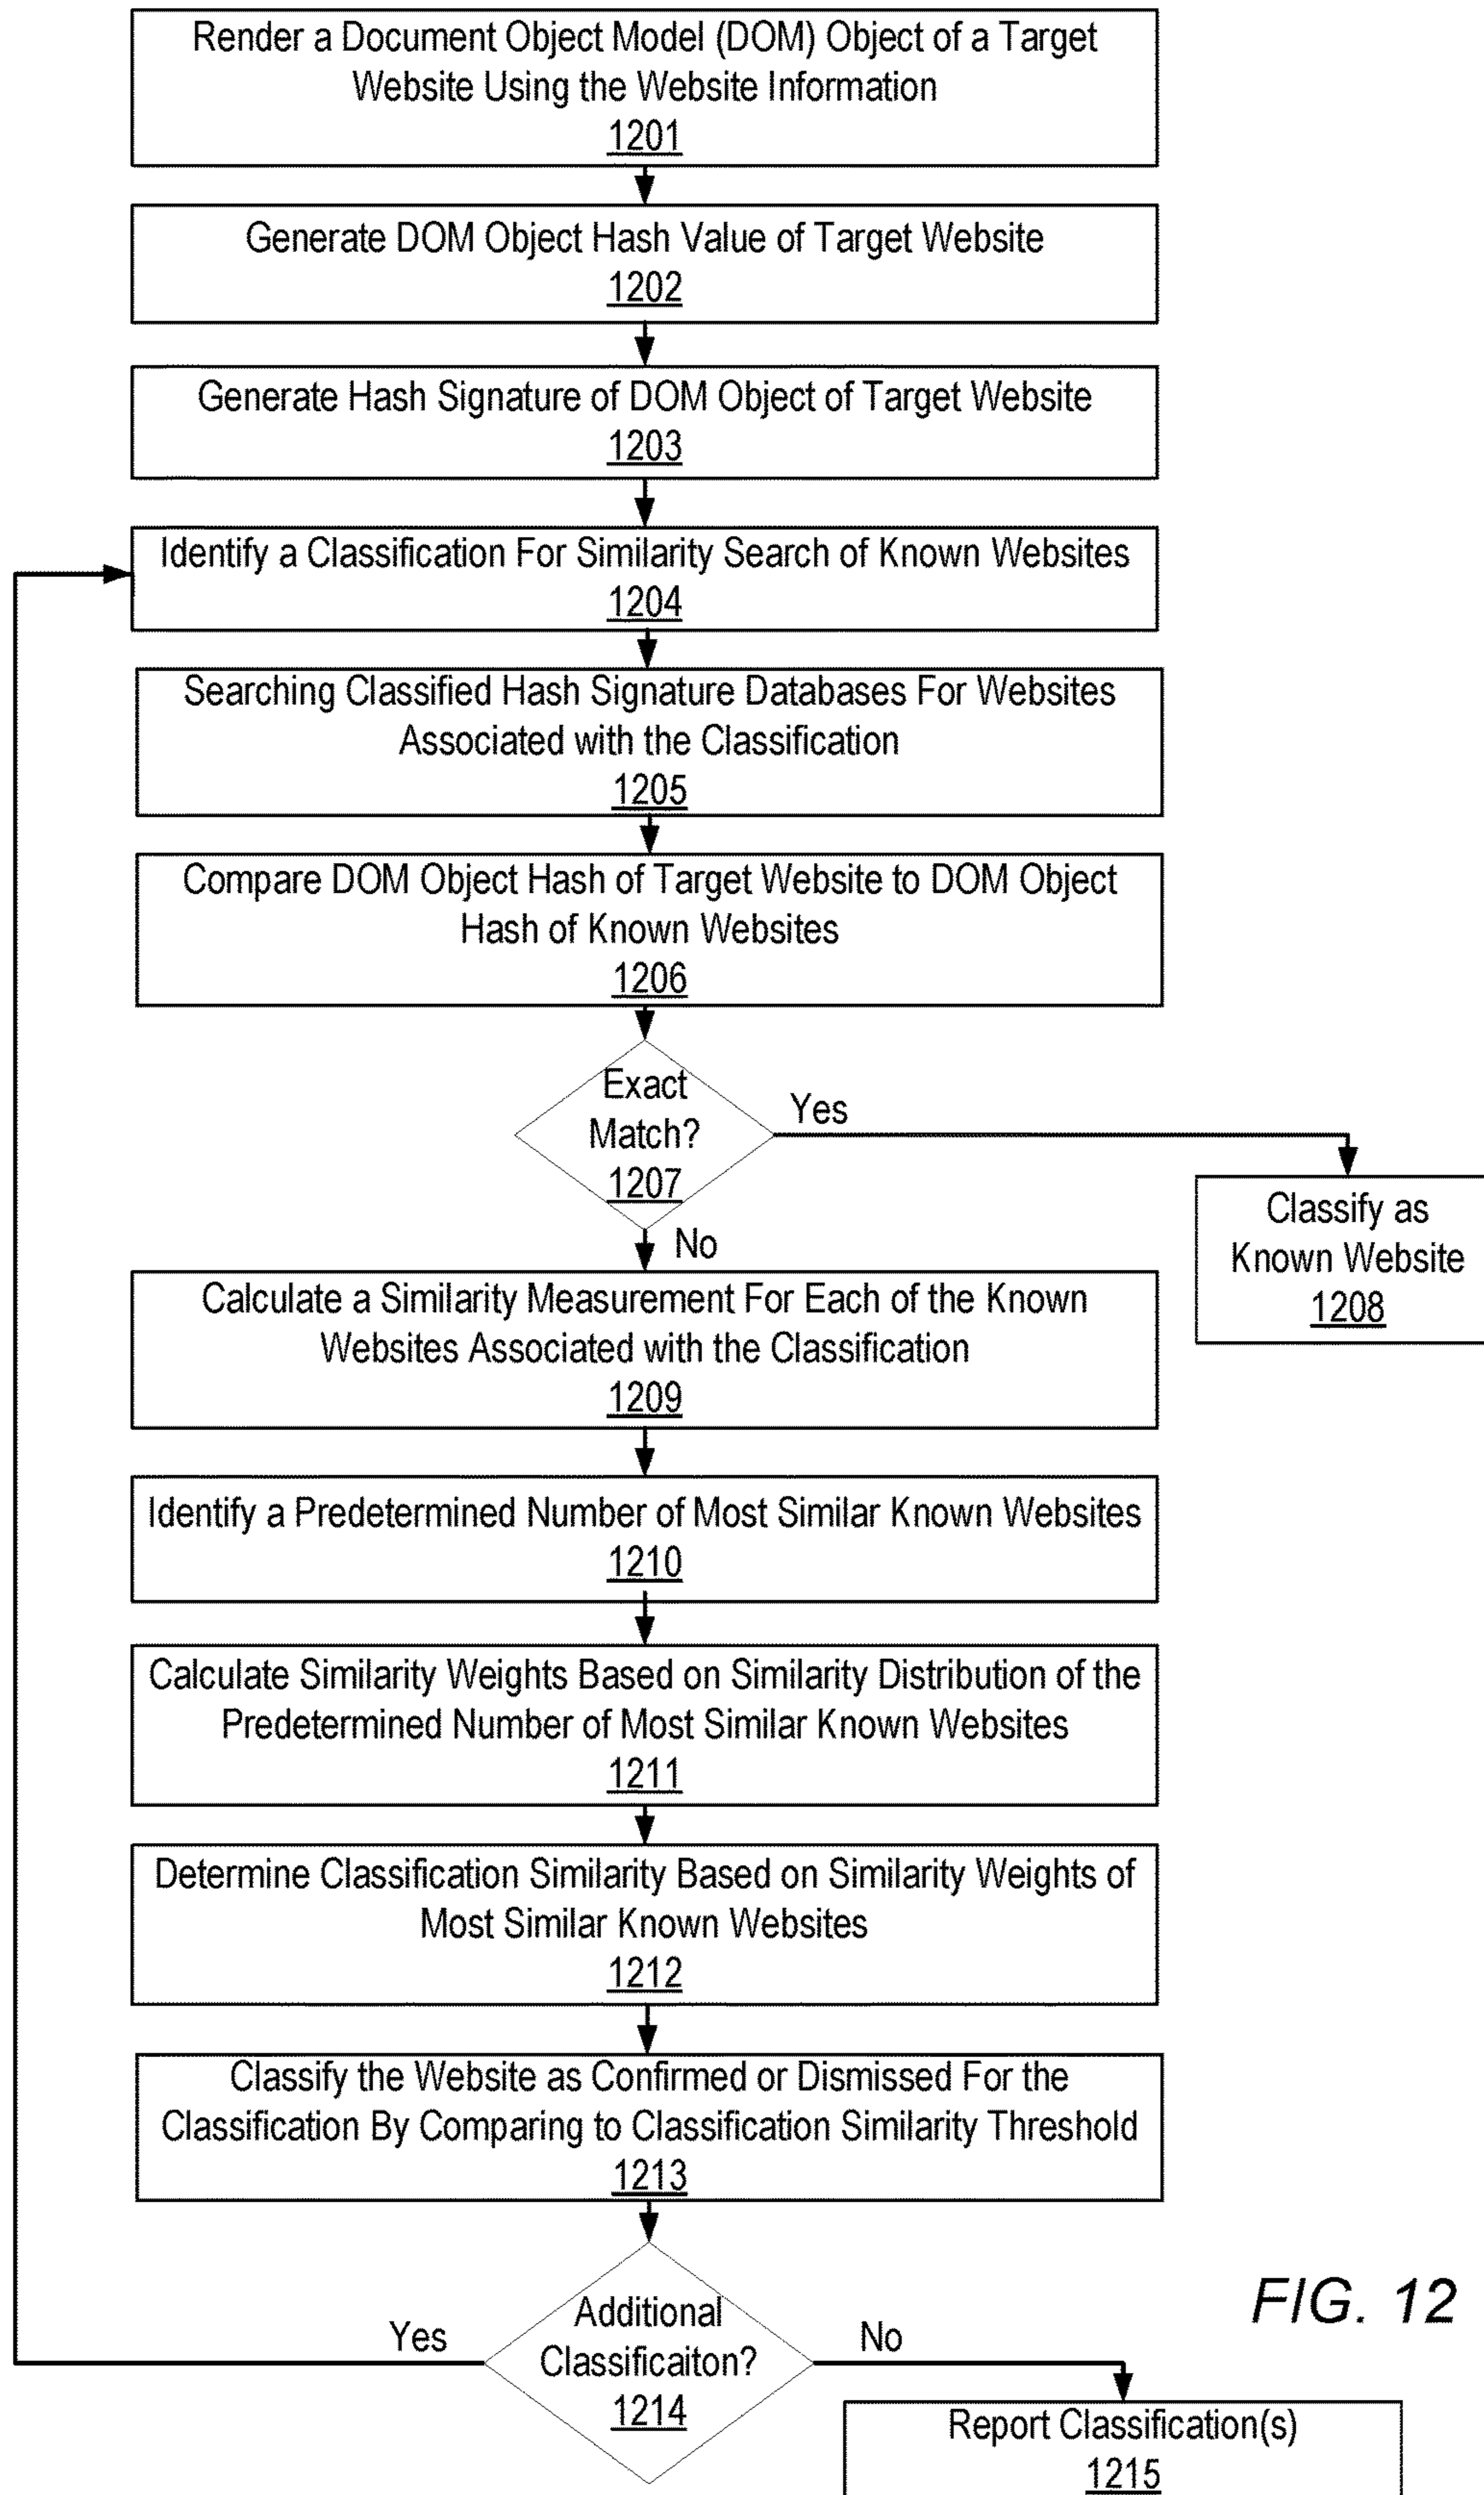 Render a Document Object Model (DOM) Object of a Target
Website Using the Website Information
1201
Generate DOM Object Hash Value of Target Website
1202
Generate Hash Signature of DOM Object of Target Website
1203
Identify a Classification For Similarity Search of Known Websites
1204
Searching Classified Hash Signature Databases For Websites
Associated with the Classification
1205
Compare DOM Object Hash of Target Website to DOM Object
Hash of Known Websites
1206
Exact
Match?
1207
Yes
Classify as
Known Website
1208
No
Calculate a Similarity Measurement For Each of the Known
Websites Associated with the Classification
1209
Identify a Predetermined Number of Most Similar Known Websites
1210
Calculate Similarity Weights Based on Similarity Distribution of the
Predetermined Number of Most Similar Known Websites
1211
Determine Classification Similarity Based on Similarity Weights of
Most Similar Known Websites
1212
Classify the Website as Confirmed or Dismissed For the
Classification By Comparing to Classification Similarity Threshold
1213
Additional
Classificaiton?
1214
Yes
No
Report Classification(s)
1215
FIG. 12